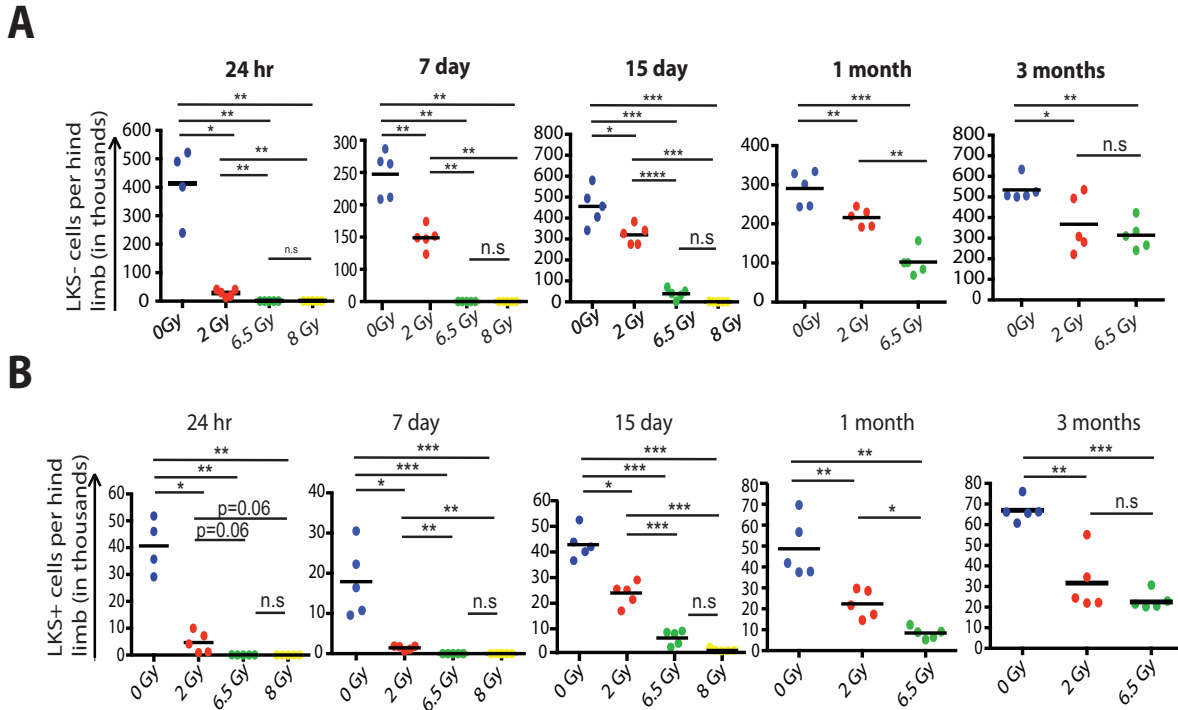 A
24 hr
**
**
*
**
**
n.s
600
500
400
300
200
100
0
0Gy
2 Gy
6.5 Gy
8 Gy
LKS- cells per hind
limb (in thousands)
7 day
**
**
**
**
**
n.s
300
250
200
150
100
0
0Gy
2 Gy
6.5 Gy
8 Gy
15 day
***
***
*
***
****
n.s
800
700
600
500
400
300
200
100
0
0Gy
2 Gy
6.5 Gy
8 Gy
1 month
***
**
**
400
300
200
100
0
0Gy
2 Gy
6.5 Gy
3 months
**
*
n.s
800
700
600
500
400
300
200
100
0
0Gy
2 Gy
6.5 Gy
B
24 hr
**
**
*
p=0.06
p=0.06
n.s
60
50
40
30
20
10
0
0 Gy
2 Gy
6.5 Gy
8 Gy
LKS+ cells per hind
limb (in thousands)
7 day
***
***
*
**
**
n.s
40
30
20
10
0
0 Gy
2 Gy
6.5 Gy
8 Gy
15 day
***
***
*
***
***
n.s
60
50
40
30
20
10
0
0 Gy
2 Gy
6.5 Gy
8 Gy
1 month
**
**
*
80
70
60
50
40
30
20
10
0
0 Gy
2 Gy
6.5 Gy
3 months
***
**
n.s
80
70
60
50
40
30
20
10
0
0 Gy
2 Gy
6.5 Gy